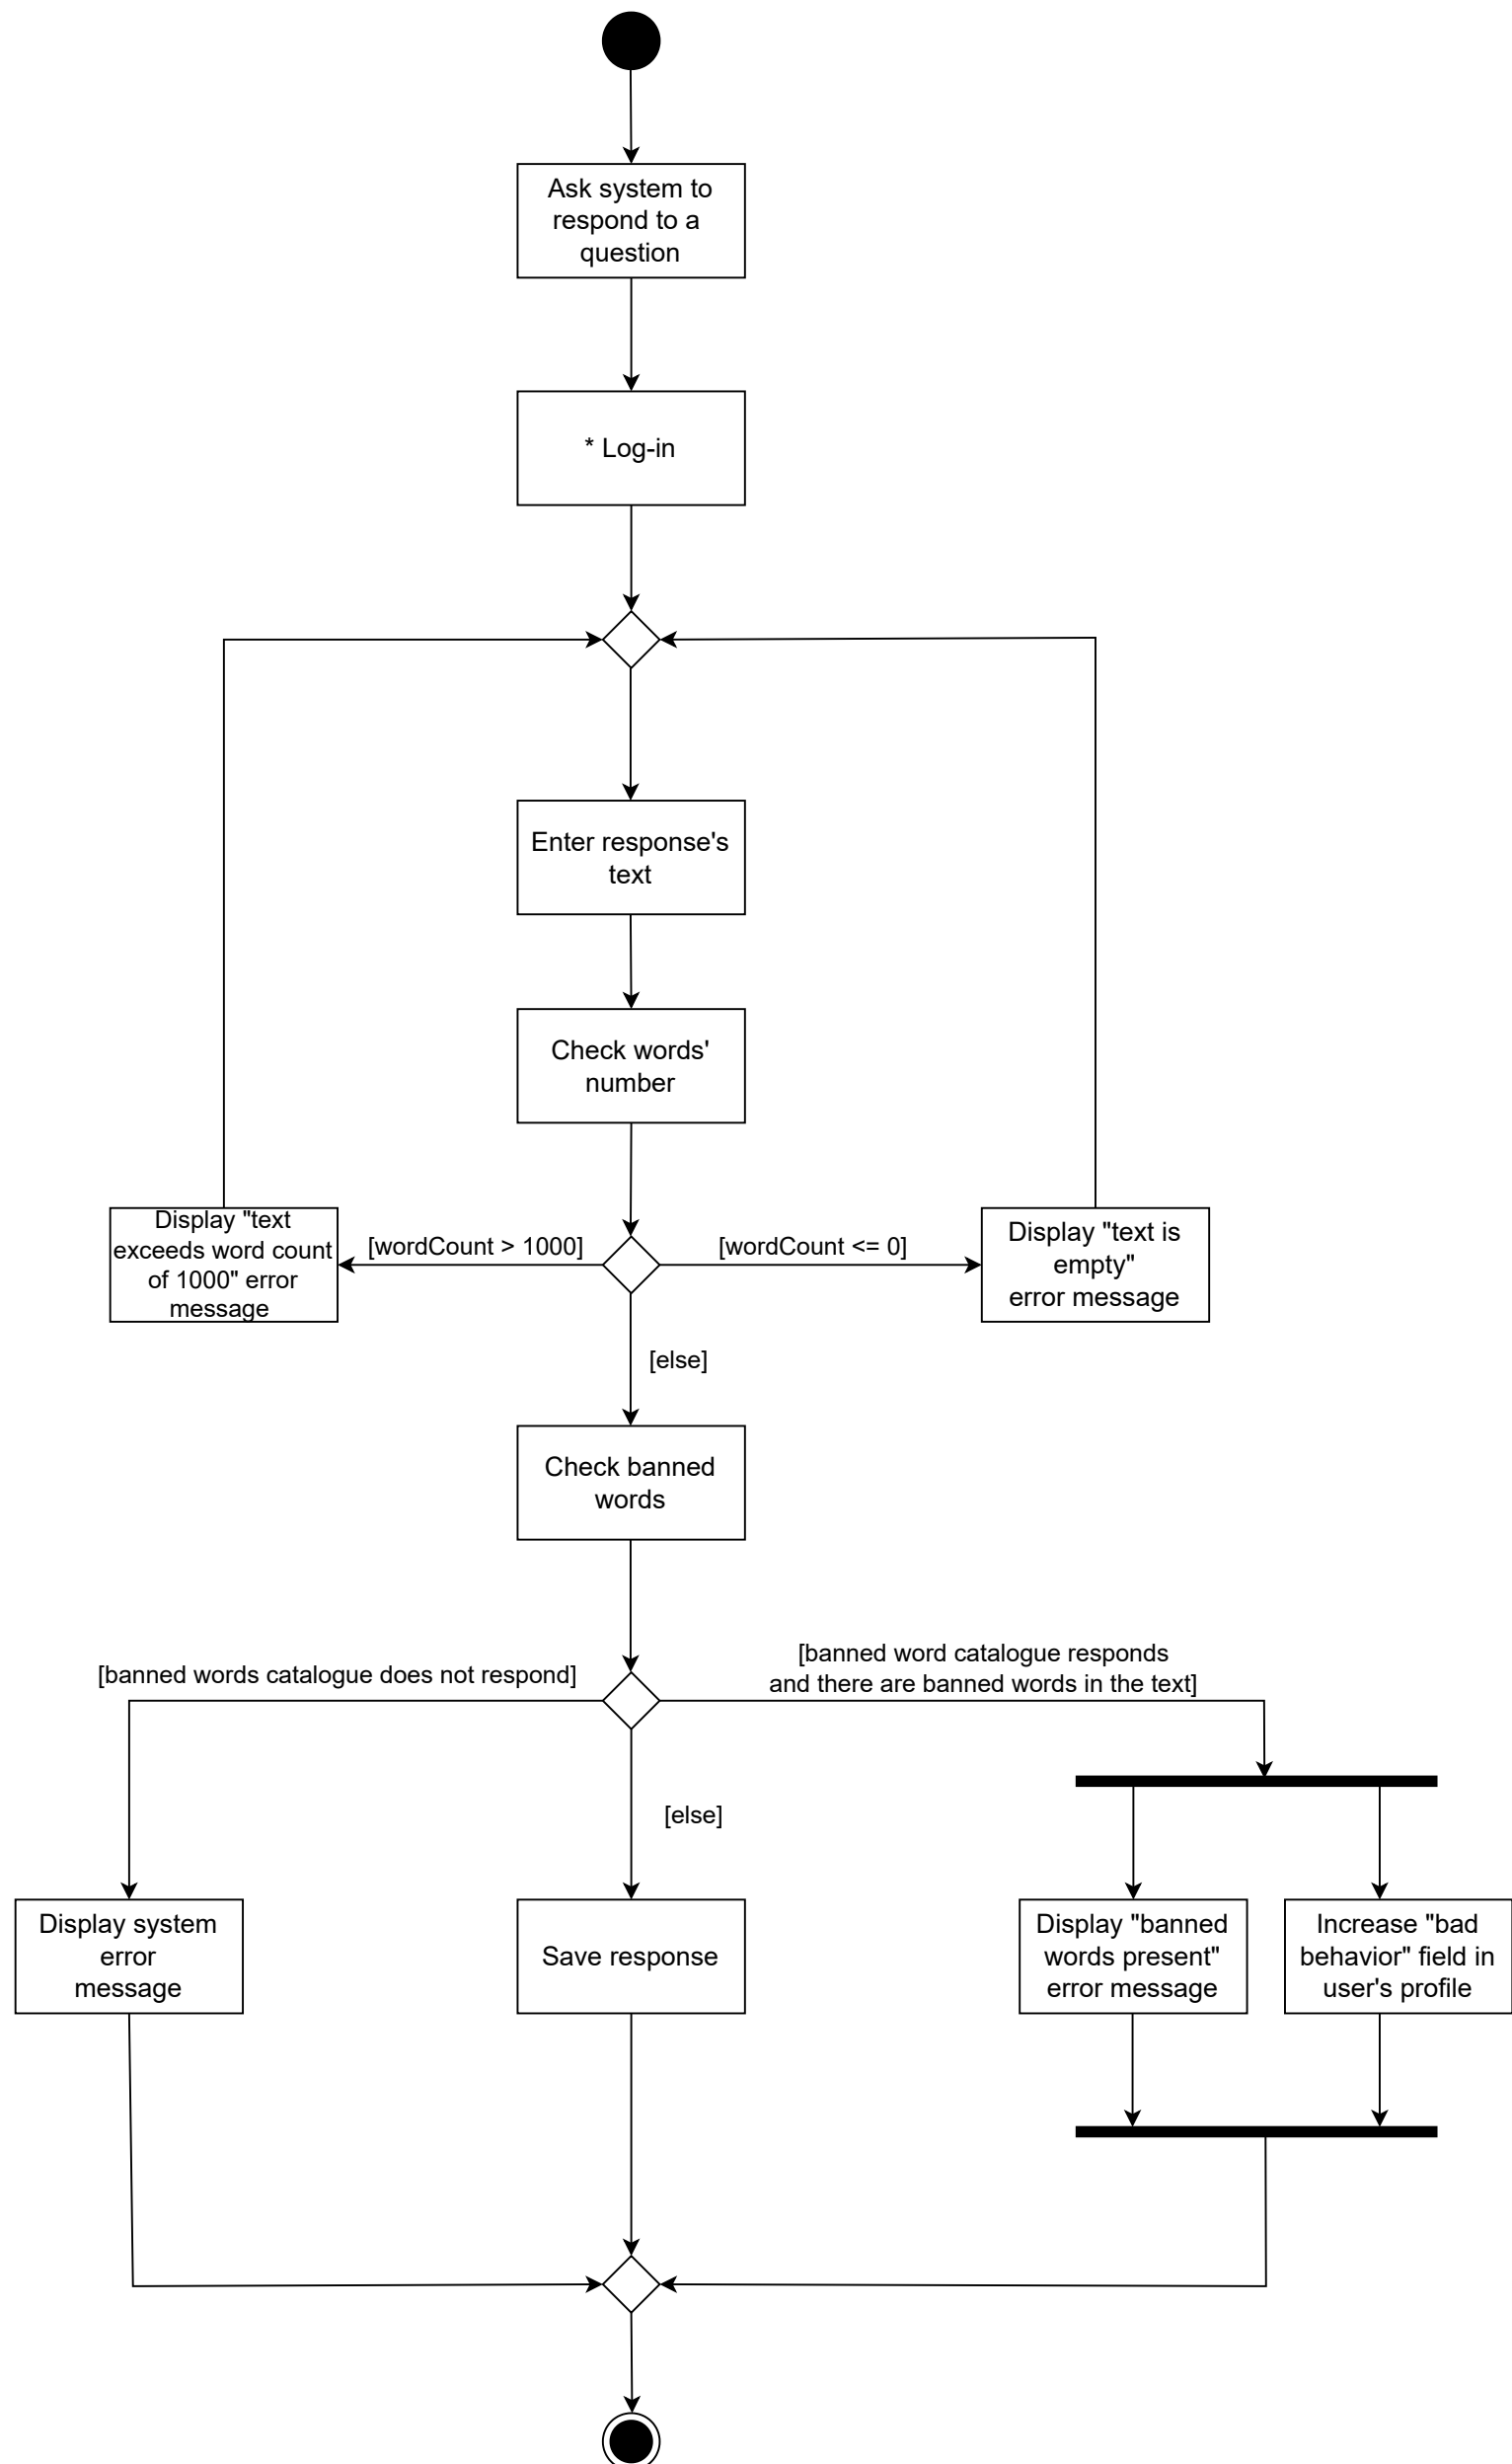 Ask system to
respond to a
question
* Log-in
Enter response's
text
Check words'
number
Display "text
exceeds word count
of 1000" error
message
[wordCount > 1000]
[wordCount <= 0]
Display "text is
empty"
error message
[else]
Check banned
words
[banned words catalogue does not respond]
[banned word catalogue responds
and there are banned words in the text]
[else]
Display system
error
message
Save response
Display "banned
words present"
error message
Increase "bad
behavior" field in
user's profile